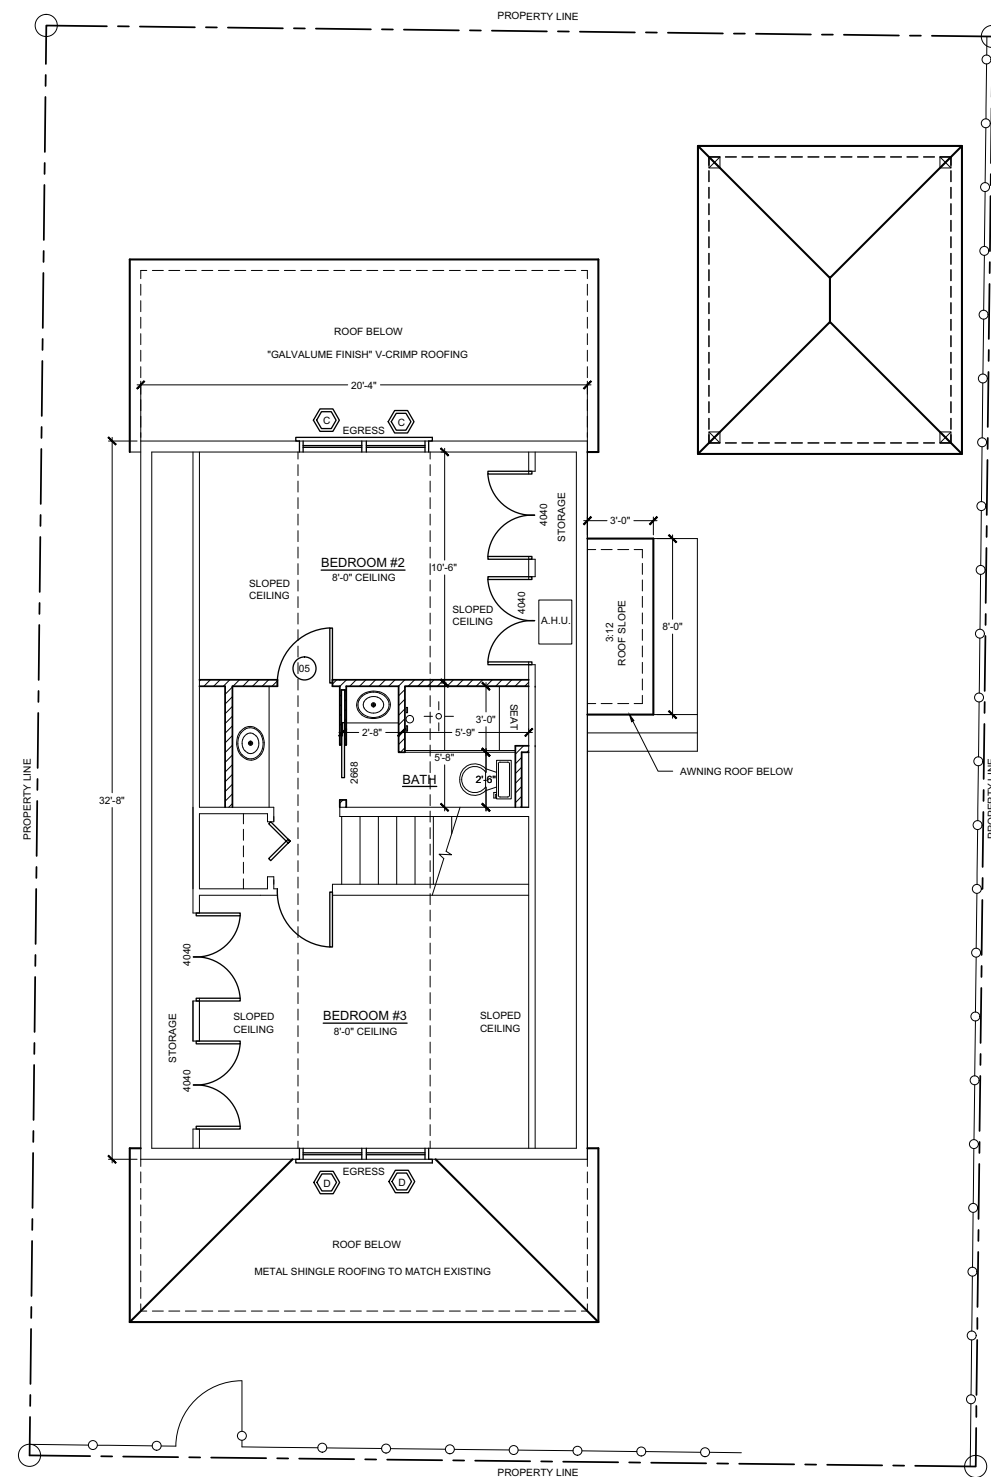 PROPERTY LINE
ROOF BELOW
"GALVALUME FINISH" V-CRIMP ROOFING
20'-4"
C
C
EGRESS
4040
STORAGE
3'-0"
BEDROOM #2
8'-0" CEILING
10'-6"
SLOPED
CEILING
SLOPED
CEILING
4040
A.H.U.
3:12
ROOF SLOPE
8'-0"
05
SEAT
3'-0"
2'-8"
5'-9"
5'-8"
2668
BATH
2'-6"
AWNING ROOF BELOW
PROPERTY LINE
PROPERTY LINE
32'-8"
4040
STORAGE
SLOPED
CEILING
BEDROOM #3
8'-0" CEILING
SLOPED
CEILING
4040
EGRESS
D
D
ROOF BELOW
METAL SHINGLE ROOFING TO MATCH EXISTING
PROPERTY LINE